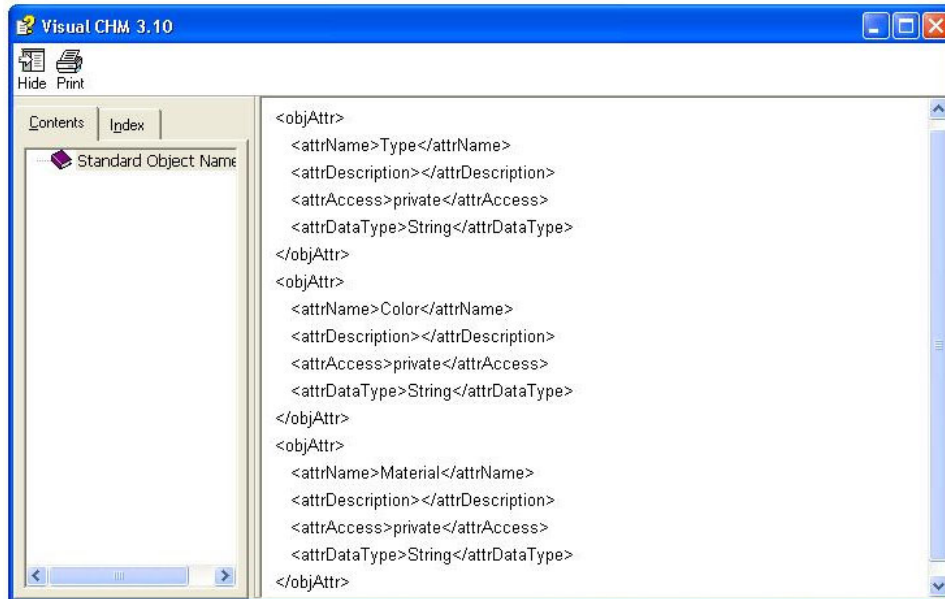 Visual CHM 3.10
Hide Print
Contents Index
Standard Object Name
<objAttr>
<attrName>Type</attrName>
<attrDescription></attrDescription>
<attrAccess>private</attrAccess>
<attrDataType>String</attrDataType>
</objAttr>
<objAttr>
<attrName>Color</attrName>
<attrDescription></attrDescription>
<attrAccess>private</attrAccess>
<attrDataType>String</attrDataType>
</objAttr>
<objAttr>
<attrName>Material</attrName>
<attrDescription></attrDescription>
<attrAccess>private</attrAccess>
<attrDataType>String</attrDataType>
</objAttr>